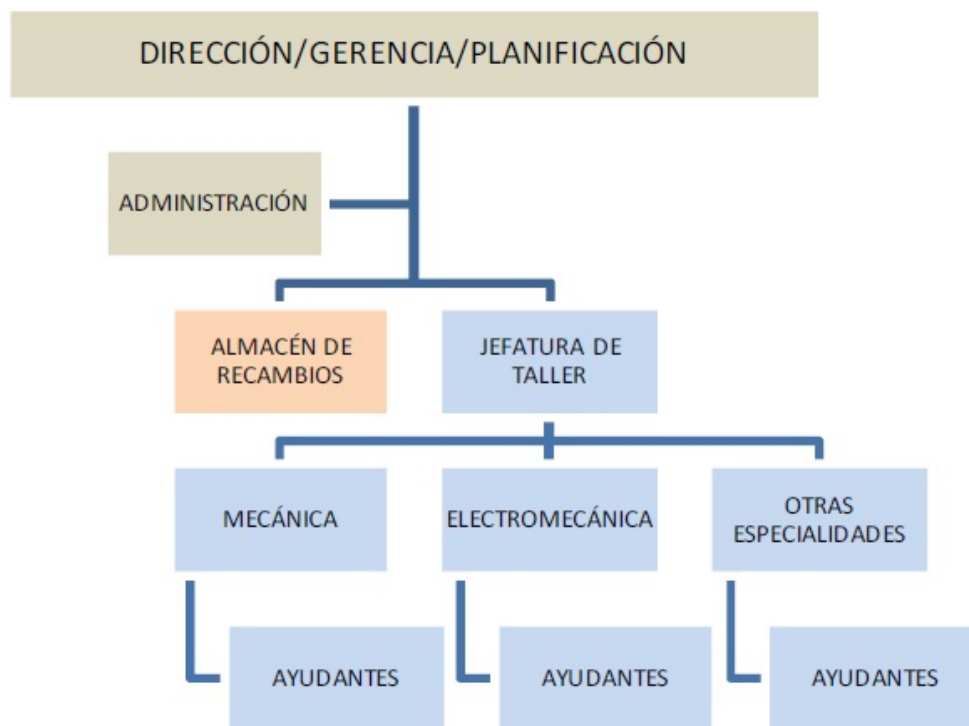 DIRECCIÓN/GERENCIA/PLANIFICACIÓN
ADMINISTRACIÓN
ALMACÉN DE
RECAMBIOS
JEFATURA DE
TALLER
MECÁNICA
ELECTROMECÁNICA
OTRAS
ESPECIALIDADES
AYUDANTES
AYUDANTES
AYUDANTES